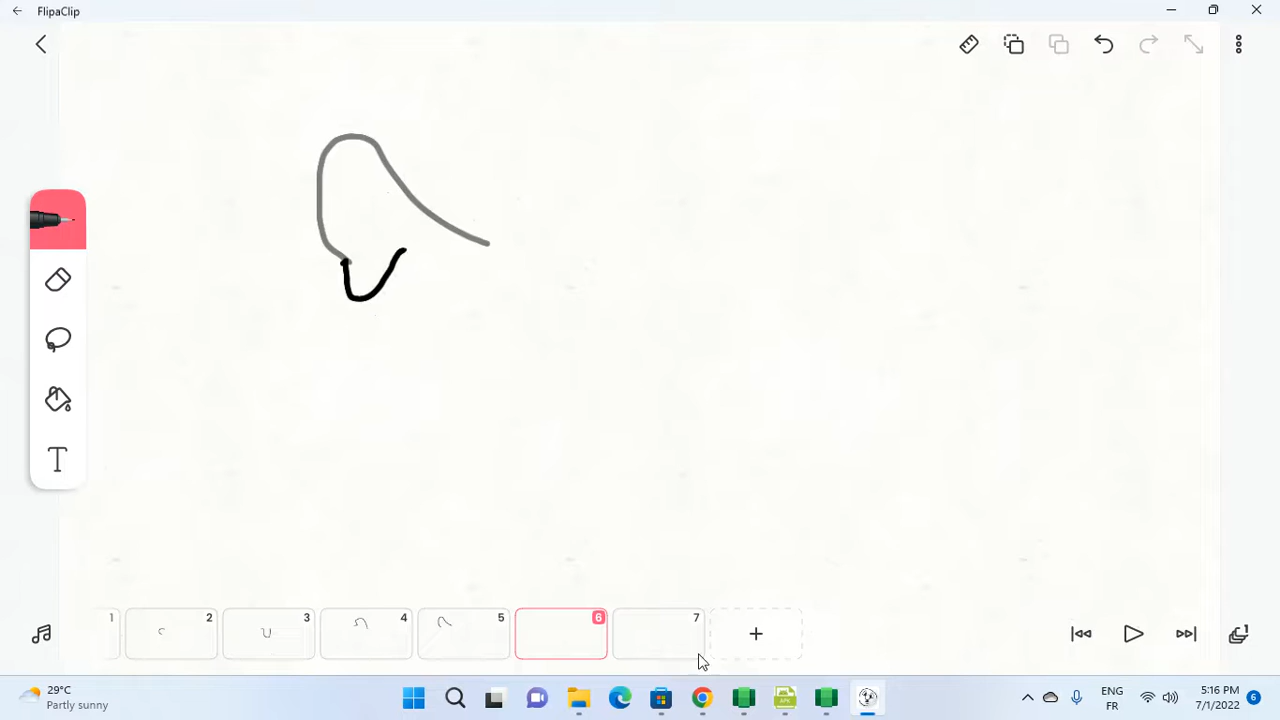 FlipaClip
T
1 2 3 4 5 6 7
29°C
Partly sunny
APK
ENG
FR
5:16 PM
7/1/2022
6